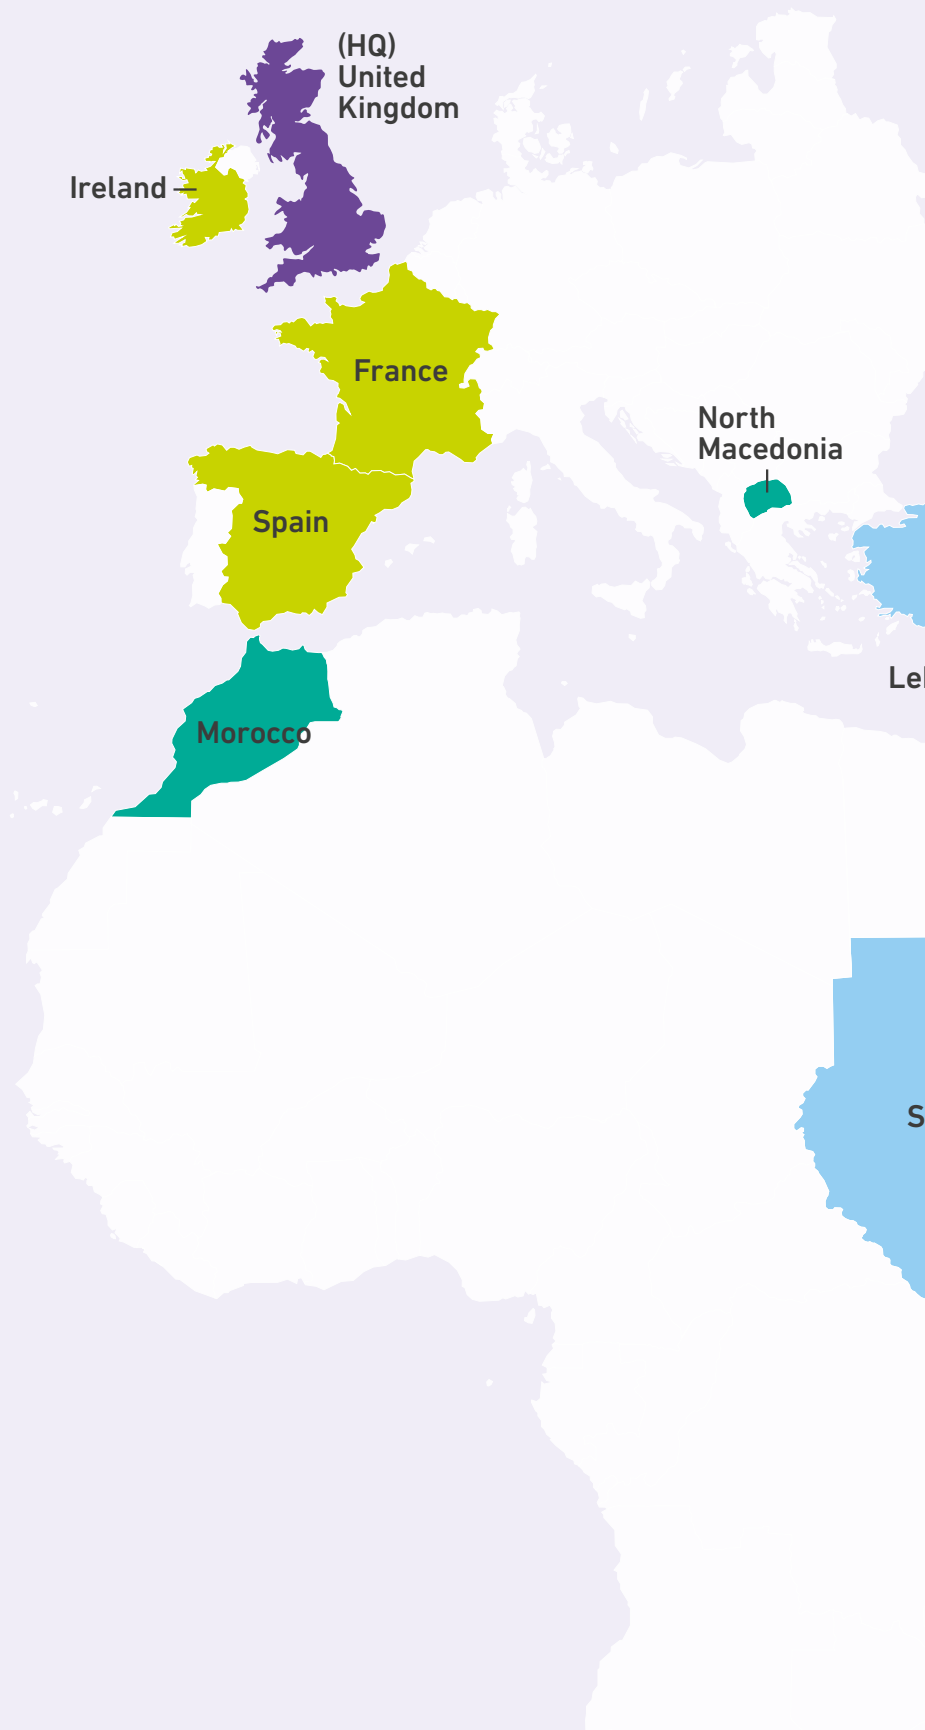 (HQ)
United
Kingdom
Ireland
France
North
Macedonia
Spain
Morocco